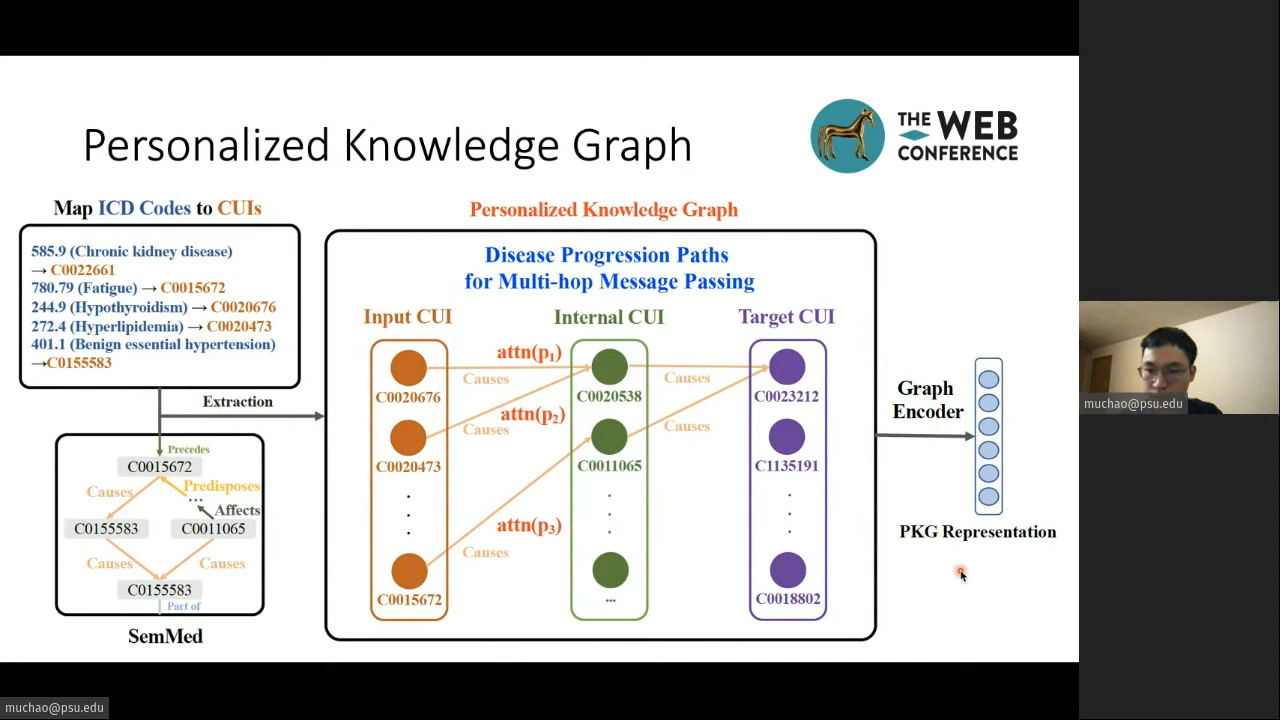 Personalized Knowledge Graph
THE WEB
CONFERENCE
Map ICD Codes to CUIs
585.9 (Chronic kidney disease)
→ C0022661
780.79 (Fatigue) → C0015672
244.9 (Hypothyroidism) → C0020676
272.4 (Hyperlipidemia) → C0020473
401.1 (Benign essential hypertension)
→C0155583
Extraction
Precedes
C0015672
Predisposes
...
Causes
Affects
C0155583
C0011065
Causes
Causes
C0155583
Part of
SemMed
Personalized Knowledge Graph
Disease Progression Paths
for Multi-hop Message Passing
Input CUI
Internal CUI
Target CUI
attn(p₁)
Causes
Causes
C0020676
C0020538
C0023212
attn(p₂)
Causes
Causes
C0020473
C0011065
C1135191
attn(p₃)
Causes
C0015672
...
C0018802
Graph
Encoder
PKG Representation
muchao@psu.edu
muchao@psu.edu